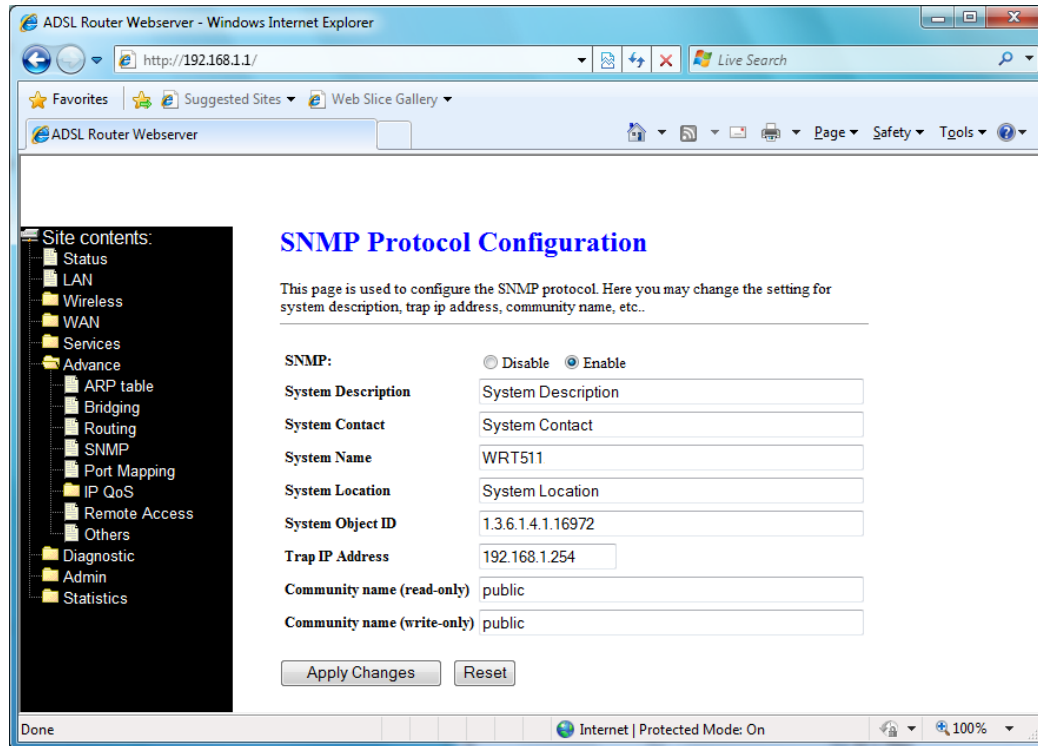 ADSL Router Webserver - Windows Internet Explorer
http://192.168.1.1/
Live Search
Favorites
Suggested Sites
Web Slice Gallery
ADSL Router Webserver
Page
Safety
Tools
Site contents:
Status
LAN
Wireless
WAN
Services
Advance
ARP table
Bridging
Routing
SNMP
Port Mapping
IP QoS
Remote Access
Others
Diagnostic
Admin
Statistics
SNMP Protocol Configuration
This page is used to configure the SNMP protocol. Here you may change the setting for
system description, trap ip address, community name, etc..
SNMP: Disable Enable
System Description System Description
System Contact System Contact
System Name WRT511
System Location System Location
System Object ID 1.3.6.1.4.1.16972
Trap IP Address 192.168.1.254
Community name (read-only) public
Community name (write-only) public
Apply Changes Reset
Done
Internet | Protected Mode: On
100%